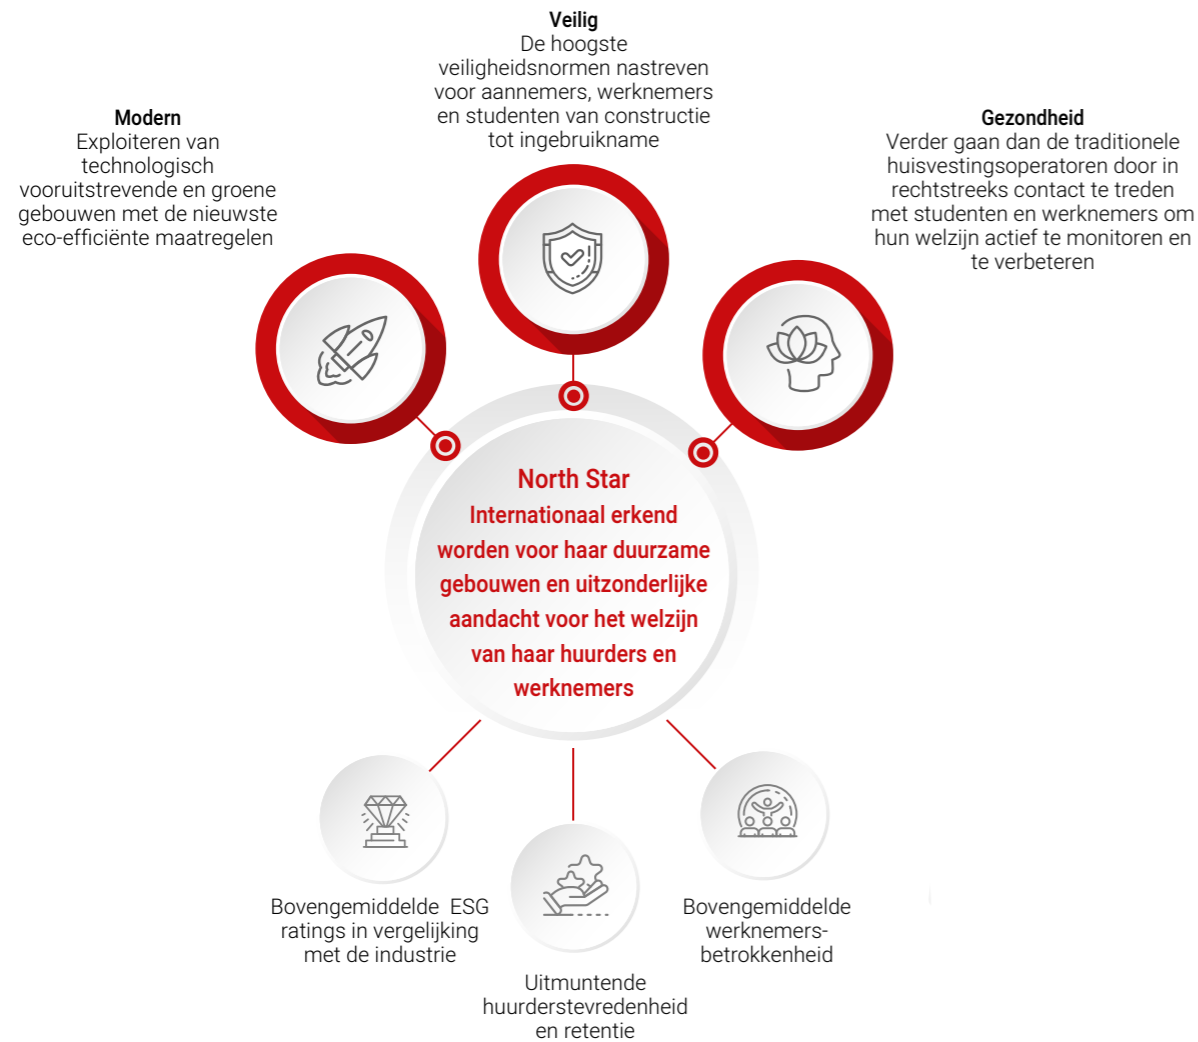 Veilig
De hoogste
veiligheidsnormen nastreven
voor aannemers, werknemers
en studenten van constructie
tot ingebruikname
Modern
Exploiteren van
technologisch
vooruitstrevende en groene
gebouwen met de nieuwste
eco-efficiënte maatregelen
Gezondheid
Verder gaan dan de traditionele
huisvestingsoperatoren door in
rechtstreeks contact te treden
met studenten en werknemers om
hun welzijn actief te monitoren en
te verbeteren
North Star
Internationaal erkend
worden voor haar duurzame
gebouwen en uitzonderlijke
aandacht voor het welzijn
van haar huurders en
werknemers
Bovengemiddelde ESG
ratings in vergelijking
met de industrie
Uitmuntende
huurderstevredenheid
en retentie
Bovengemiddelde
werknemers-
betrokkenheid